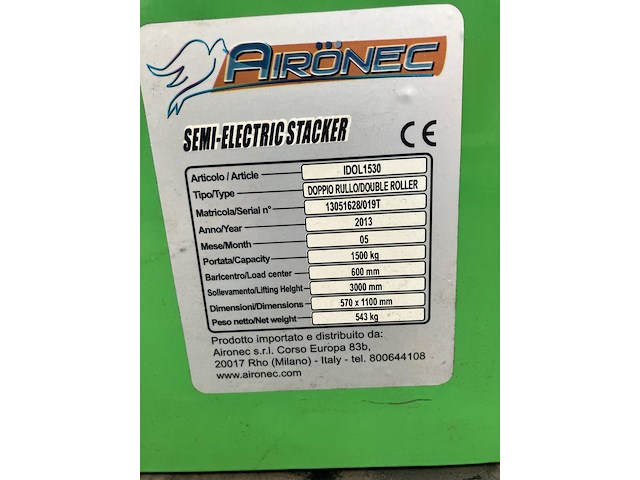 AIRÖNEC
SEMI-ELECTRIC STACKER CE
Articolo / Article IDOL1530
Tipo/Type DOPPIO RULLO/DOUBLE ROLLER
Matricola/Serial n° 13051628/019T
Anno/Year 2013
Mese/Month 05
Portata/Capacity 1500 kg
Baricentro/Load center 600 mm
Sollevamento/Lifting Height 3000 mm
Dimensioni/Dimensions 570 x 1100 mm
Peso netto/Net weight 543 kg
Prodotto importato e distribuito da:
Aironec s.r.l. Corso Europa 83b,
20017 Rho (Milano) - Italy - tel. 800644108
www.aironec.com